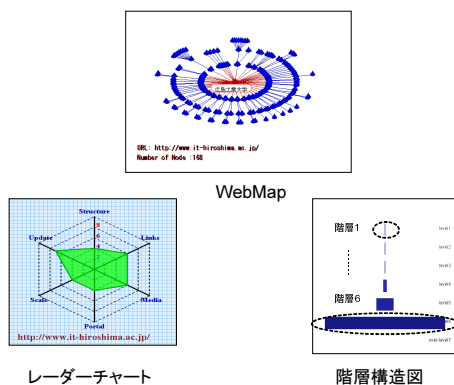 広島工業大学
URL: http://www.it-hiroshima.ac.jp/
Number of Node :168
WebMap
Structure
Update
Links
Scale
Media
Portal
http://www.it-hiroshima.ac.jp/
レーダーチャート
階層1
level1
level2
level3
level4
階層6
level5
over-level7
階層構造図